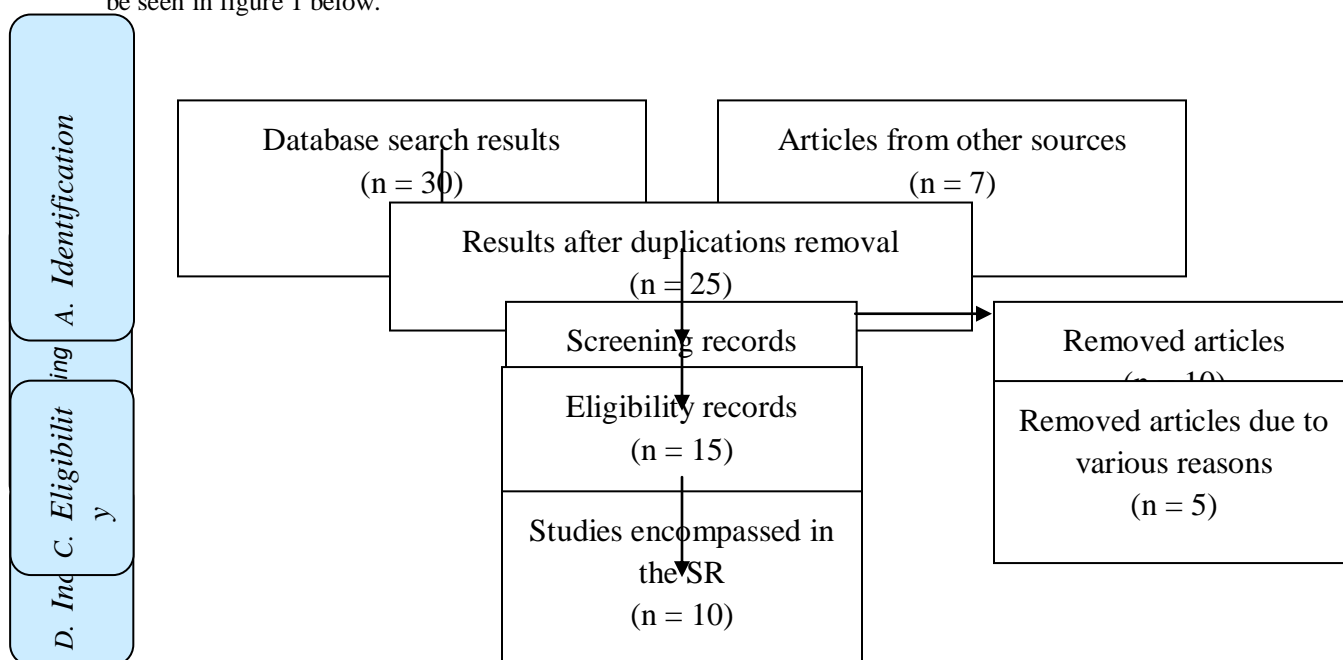 be seen in figure 1 below.
A. Identification
Database search results
(n = 30)
Articles from other sources
(n = 7)
Results after duplications removal
(n = 25)
ing
Screening records
Removed articles
(n = 10)
C. Eligibilit
y
Eligibility records
(n = 15)
Removed articles due to
various reasons
(n = 5)
D.
Studies encompassed in
the SR
(n = 10)